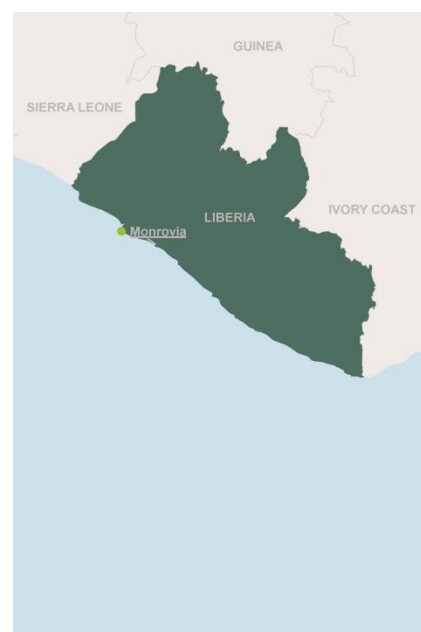 GUINEA
SIERRA LEONE
IVORY COAST
LIBERIA
Monrovia